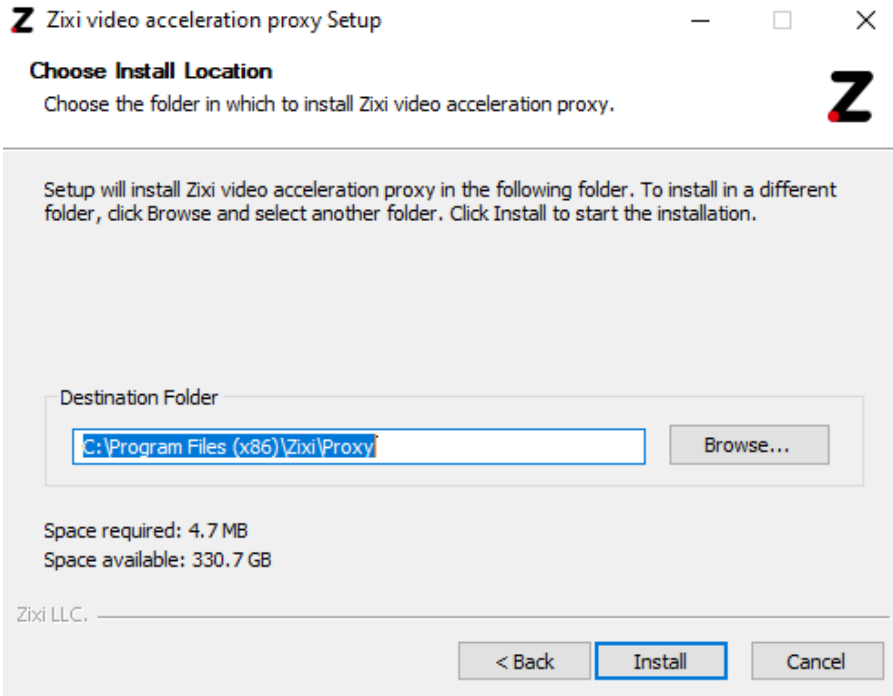 Zixi video acceleration proxy Setup
Choose Install Location
Choose the folder in which to install Zixi video acceleration proxy.
Setup will install Zixi video acceleration proxy in the following folder. To install in a different
folder, click Browse and select another folder. Click Install to start the installation.
Destination Folder
C:\Program Files (x86)\Zixi\Proxy
Browse...
Space required: 4.7 MB
Space available: 330.7 GB
Zixi LLC.
< Back
Install
Cancel